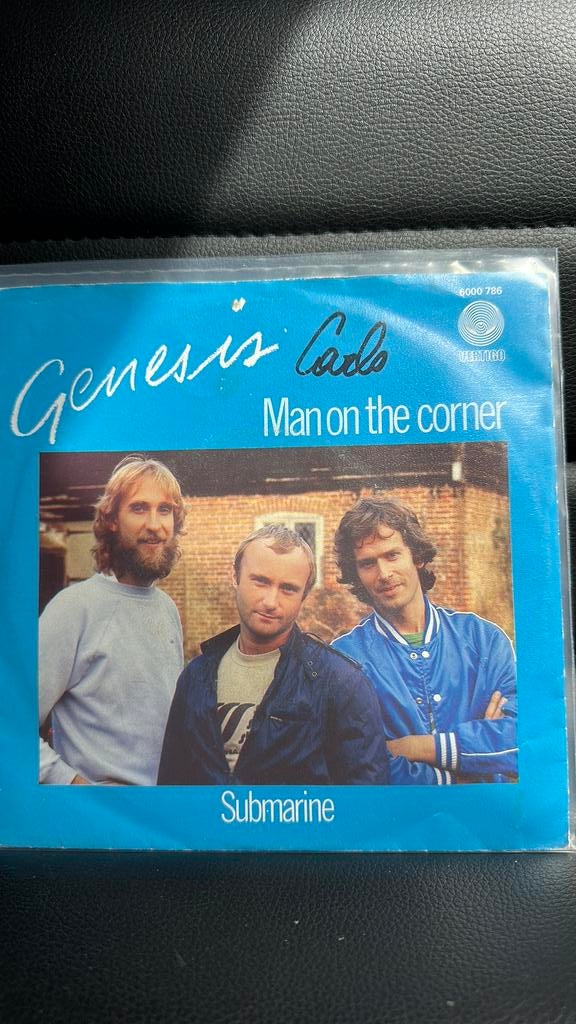 6000 786
VERTIGO
Genesis Carlo
Man on the corner
Submarine